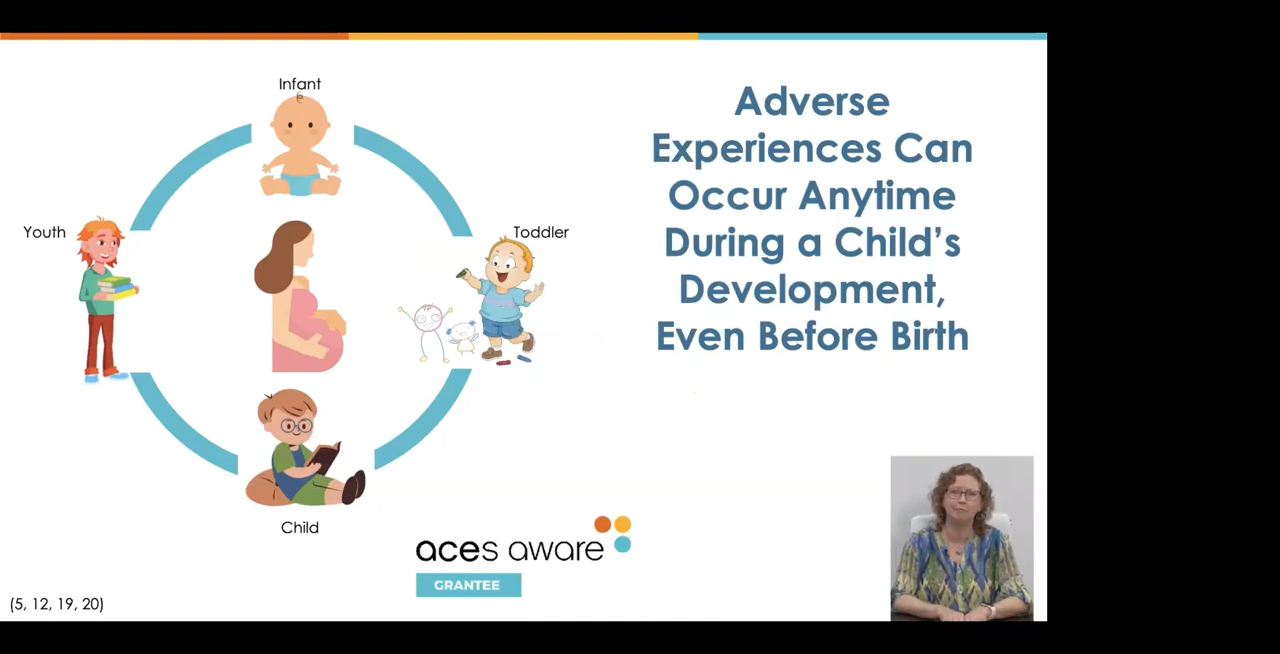 Infant
Youth
Toddler
Child
Adverse
Experiences Can
Occur Anytime
During a Child’s
Development,
Even Before Birth
aces aware
GRANTEE
(5, 12, 19, 20)